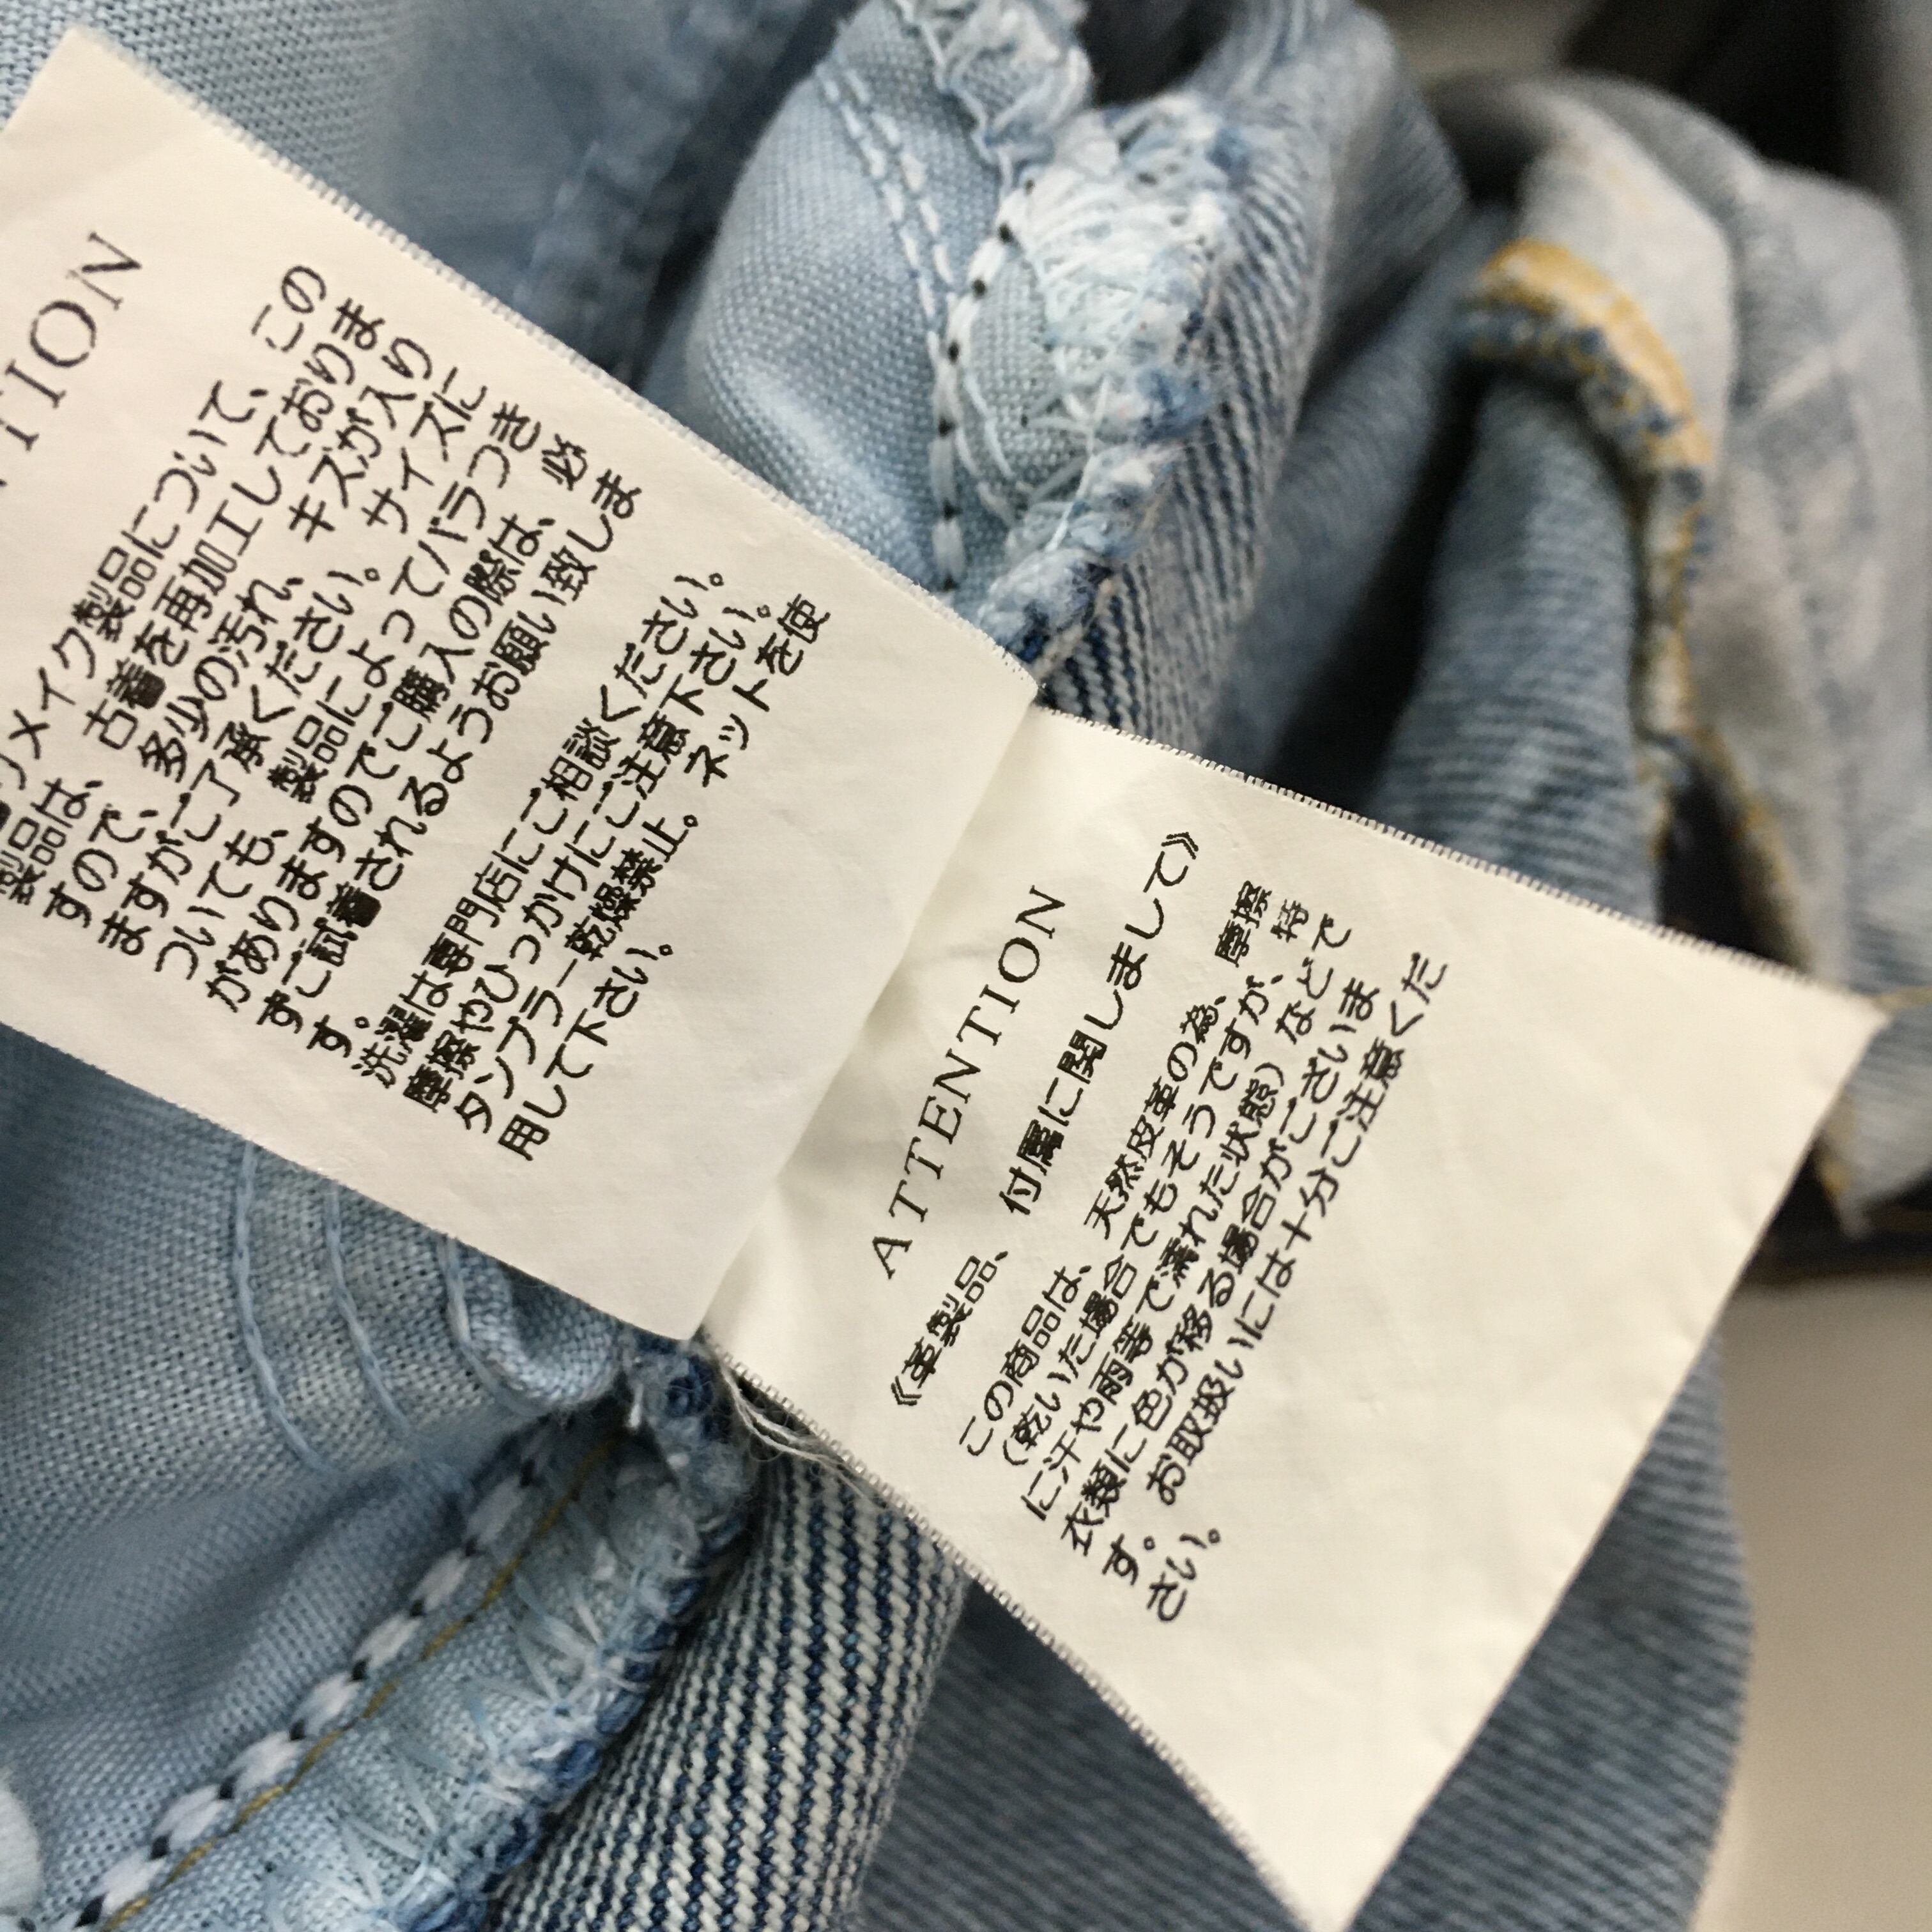 TION
リメイク製品について、この
製品は、古着を再加工しておりま
すので、多少の汚れ、キズが入り
ますがご了承ください。サイズに
ついても、製品によってバラつき
がありますのでご購入の際は、必
ずご試着されるようお願い致しま
す。
洗濯は専門店にご相談ください。
摩擦やひっかけにご注意下さい。
タンブラー乾燥禁止。ネットを使
用して下さい。
ATTENTION
《革製品、付属に関しまして》
この商品は、天然皮革の為、摩擦
（乾いた場合でもそうですが、特
に汗や雨等で濡れた状態）などで
衣類に色が移る場合がございま
す。お取扱いには十分ご注意くだ
さい。